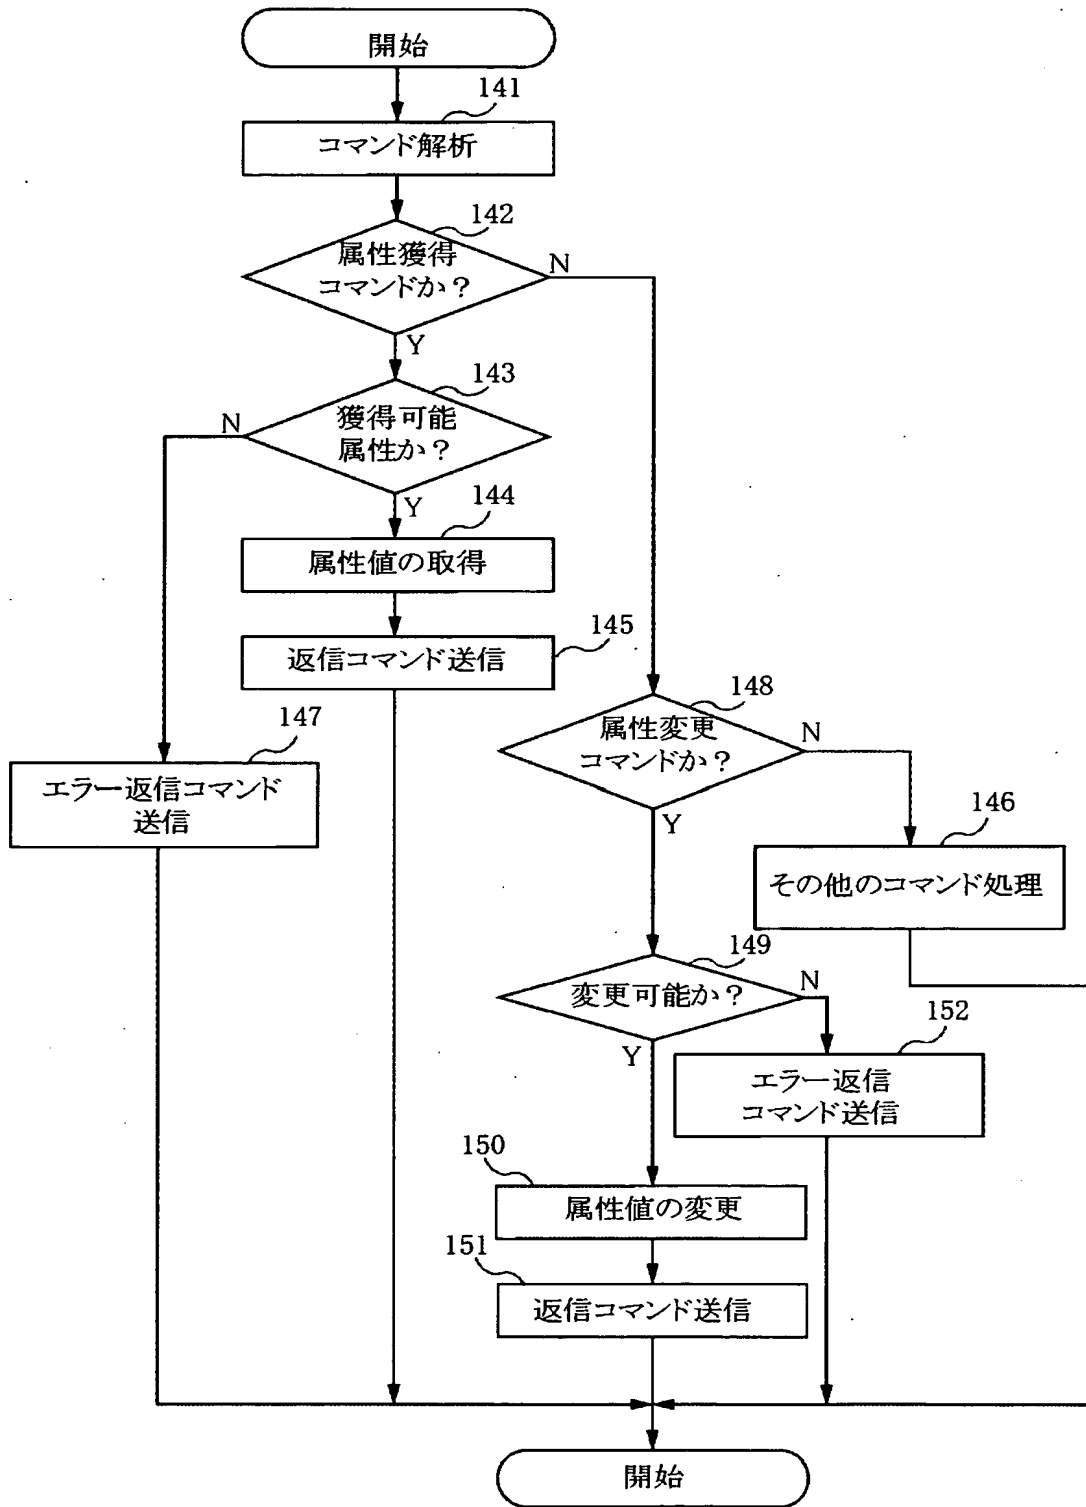 開始
141
コマンド解析
142
属性獲得
コマンドか？
N
Y
143
獲得可能
属性か？
N
Y
144
属性値の取得
145
返信コマンド送信
147
エラー返信コマンド
送信
148
属性変更
コマンドか？
N
Y
146
その他のコマンド処理
149
変更可能か？
N
Y
152
エラー返信
コマンド送信
150
属性値の変更
151
返信コマンド送信
開始